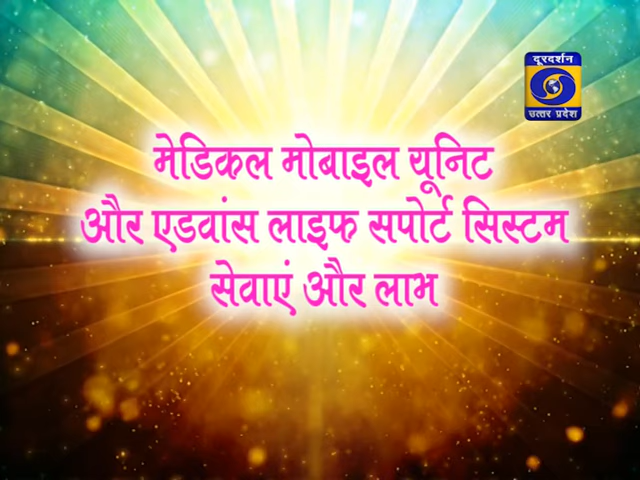 दूरदर्शन
उत्तर प्रदेश
मेडिकल मोबाइल यूनिट
और एडवांस लाइफ सपोर्ट सिस्टम
सेवाएं और लाभ